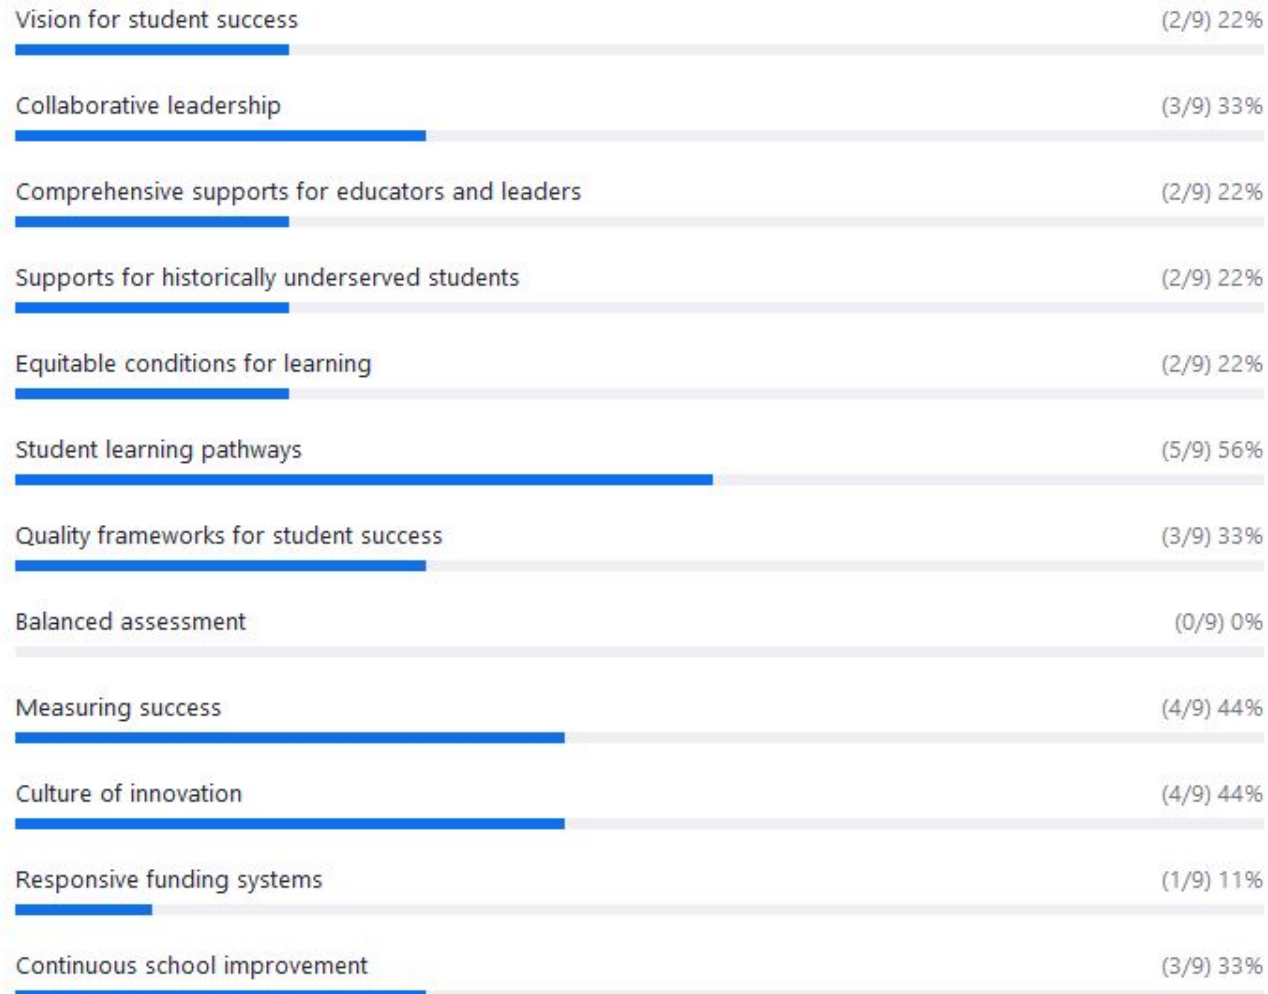 Vision for student success (2/9) 22%
Collaborative leadership (3/9) 33%
Comprehensive supports for educators and leaders (2/9) 22%
Supports for historically underserved students (2/9) 22%
Equitable conditions for learning (2/9) 22%
Student learning pathways (5/9) 56%
Quality frameworks for student success (3/9) 33%
Balanced assessment (0/9) 0%
Measuring success (4/9) 44%
Culture of innovation (4/9) 44%
Responsive funding systems (1/9) 11%
Continuous school improvement (3/9) 33%